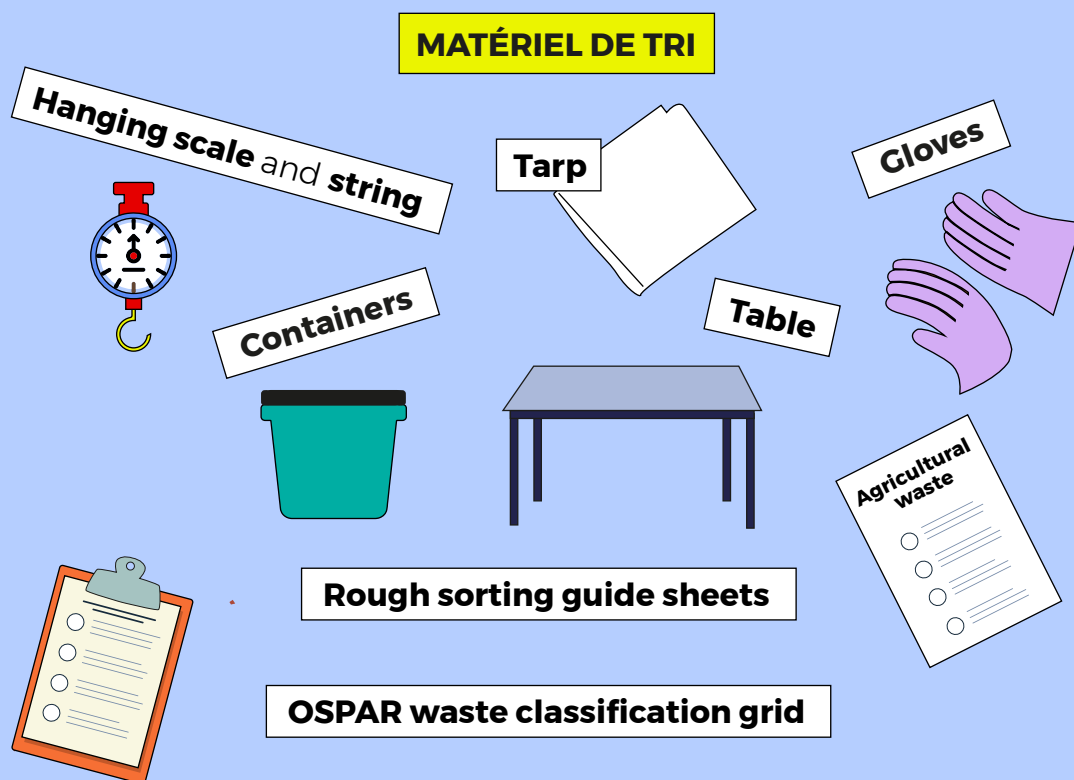 MATÉRIEL DE TRI
Hanging scale and string
Tarp
Gloves
Containers
Table
Agricultural
waste
Rough sorting guide sheets
OSPAR waste classification grid